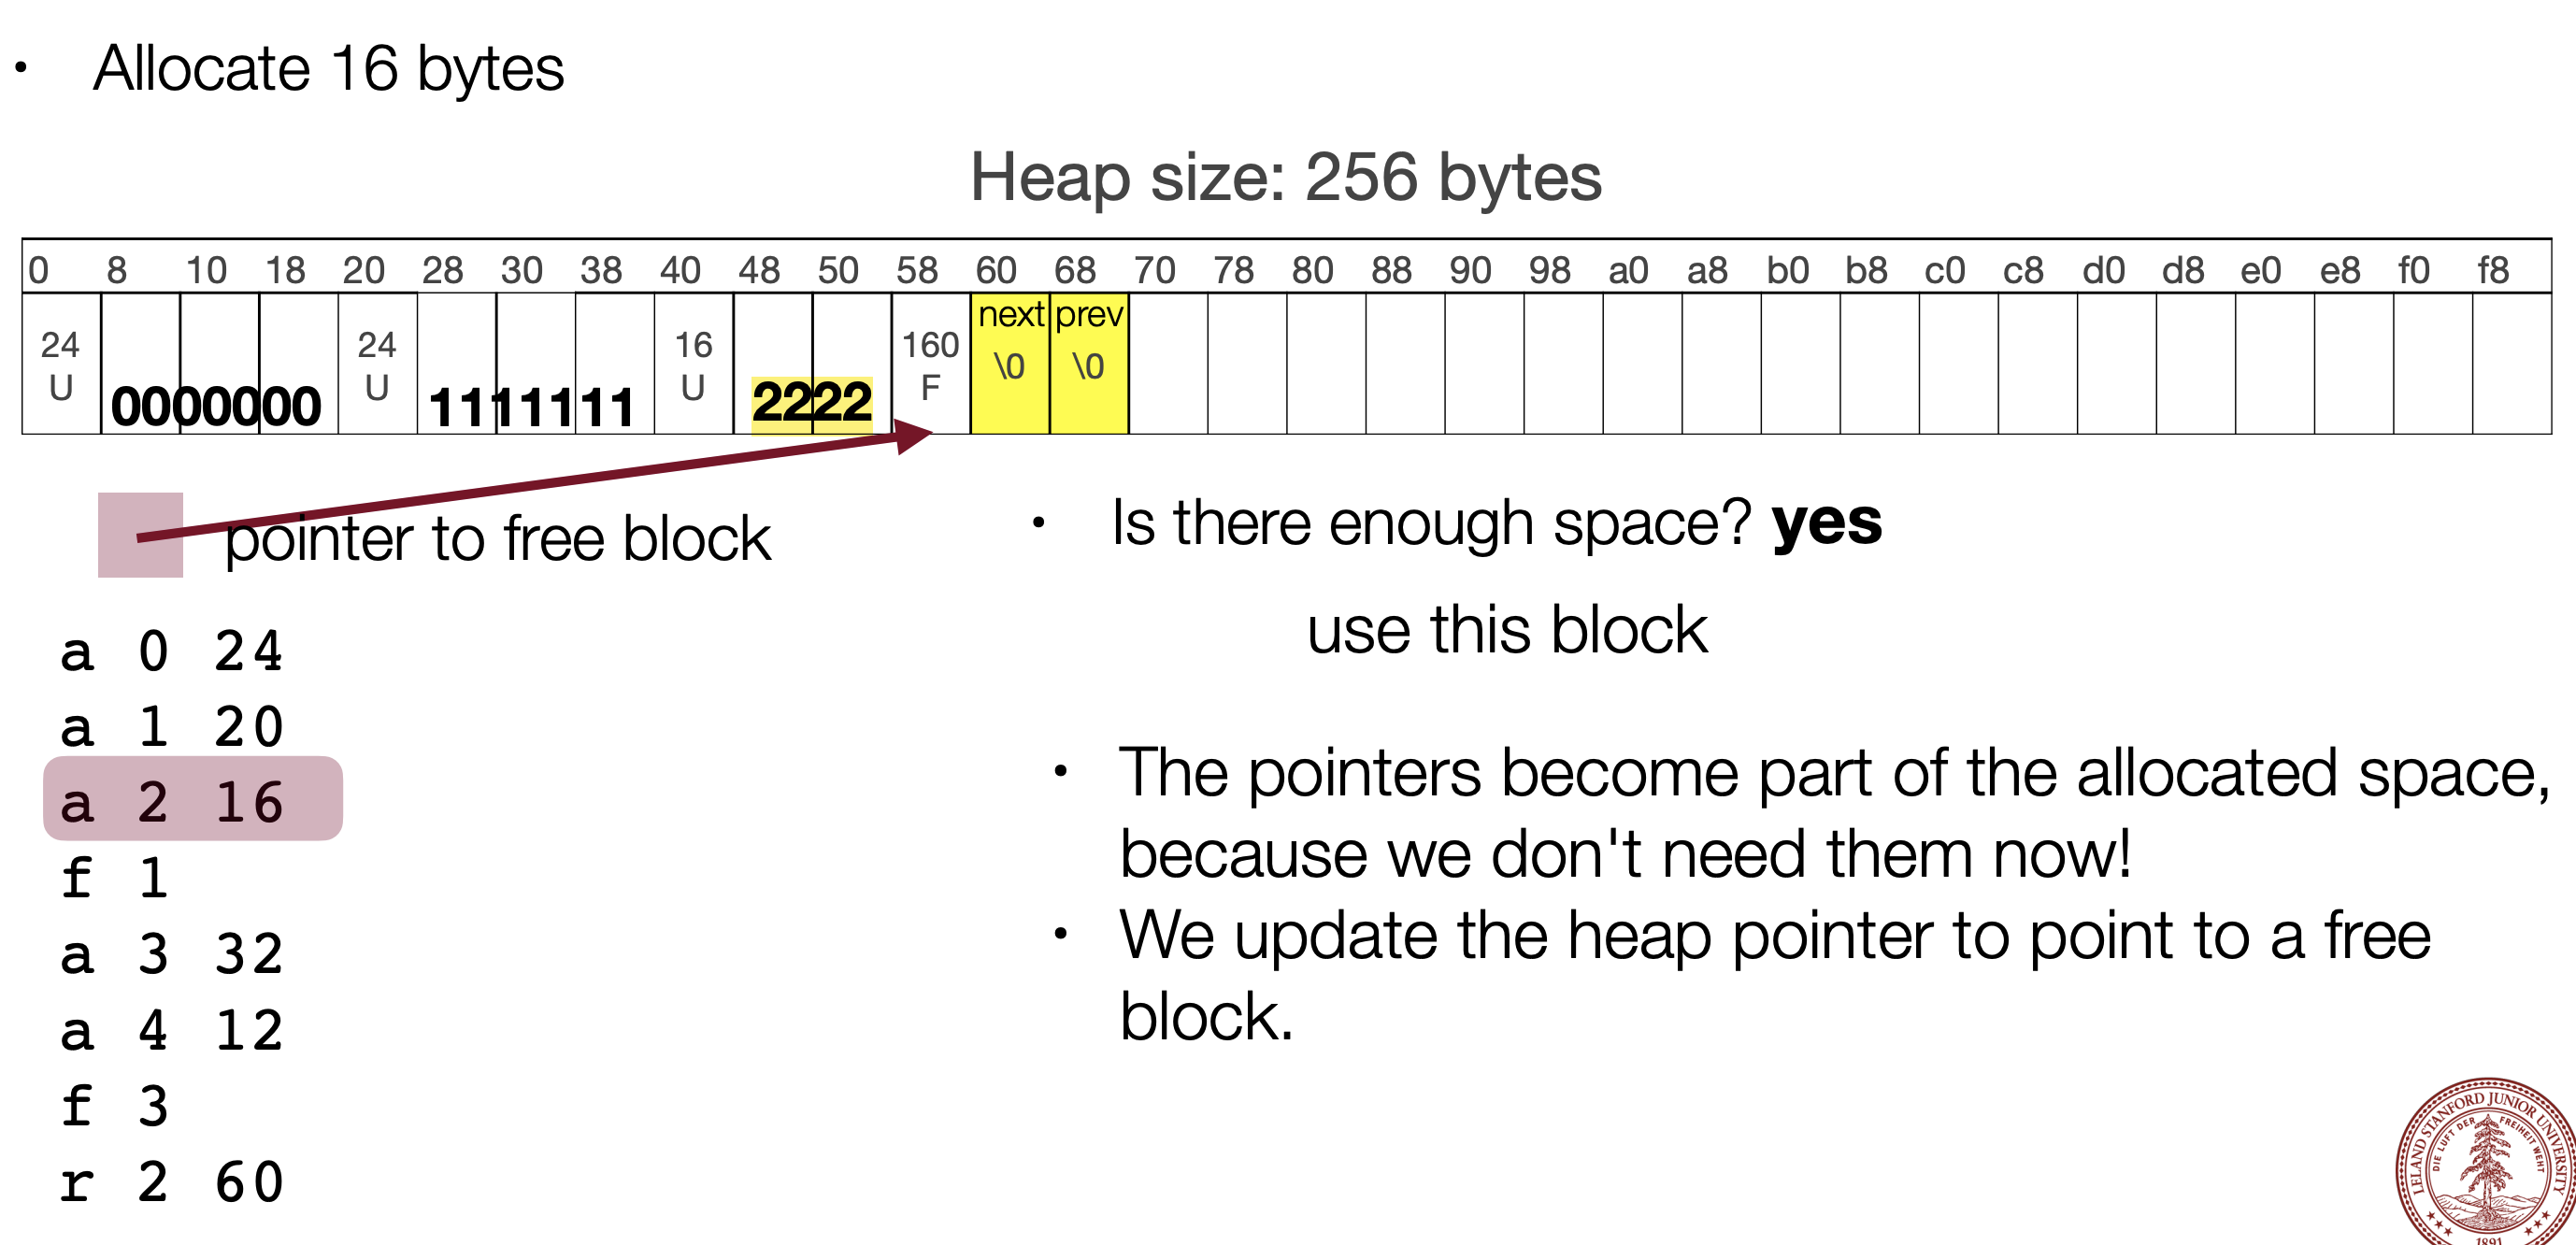 • Allocate 16 bytes
Heap size: 256 bytes
0 8 10 18 20 28 30 38 40 48 50 58 60 68 70 78 80 88 90 98 a0 a8 b0 b8 c0 c8 d0 d8 e0 e8 f0 f8
next prev
24 24 16 160 \0 \0
U U U F
0000000 1111111 2222
pointer to free block
• Is there enough space? yes
use this block
a 0 24
a 1 20
a 2 16
f 1
a 3 32
a 4 12
f 3
r 2 60
• The pointers become part of the allocated space,
because we don't need them now!
• We update the heap pointer to point to a free
block.
LELAND STANFORD JUNIOR UNIVERSITY
DIE LUFT DER FREIHEIT WEHT
1891